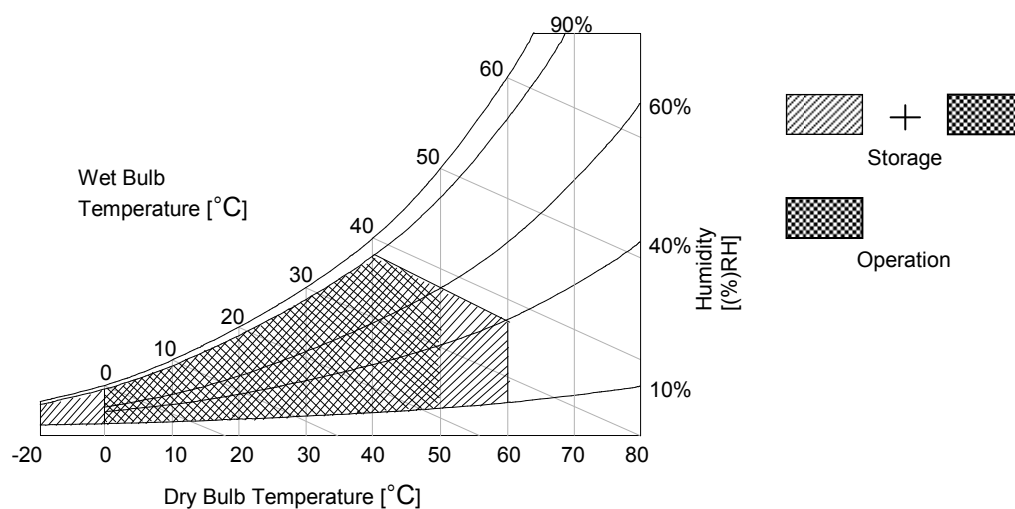 90%
60
60%
50
Wet Bulb
Temperature [°C]
Storage
40
40%
Humidity
[(%)RH]
30
Operation
20
10
0
10%
-20 0 10 20 30 40 50 60 70 80
Dry Bulb Temperature [°C]